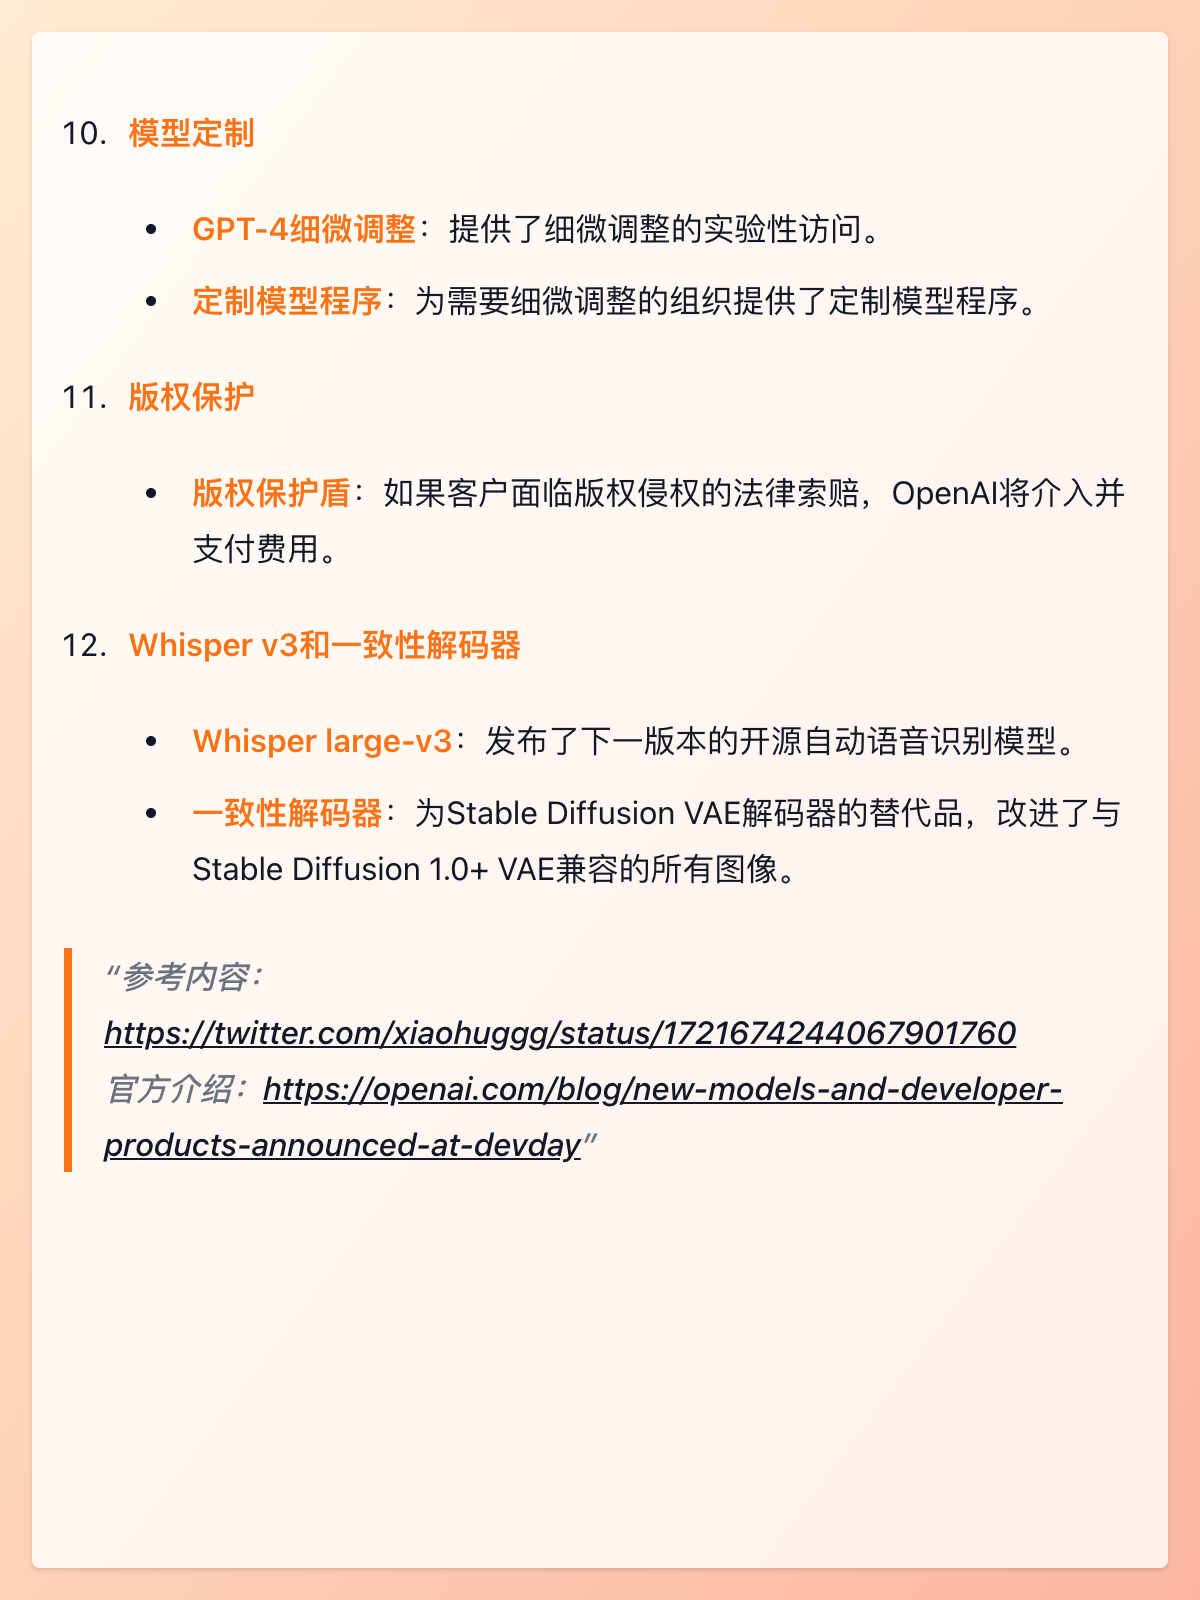 10. 模型定制
• GPT-4细微调整：提供了细微调整的实验性访问。
• 定制模型程序：为需要细微调整的组织提供了定制模型程序。
11. 版权保护
• 版权保护盾：如果客户面临版权侵权的法律索赔，OpenAI将介入并
支付费用。
12. Whisper v3和一致性解码器
• Whisper large-v3：发布了下一版本的开源自动语音识别模型。
• 一致性解码器：为Stable Diffusion VAE解码器的替代品，改进了与
Stable Diffusion 1.0+ VAE兼容的所有图像。
“参考内容：
https://twitter.com/xiaohuggg/status/1721674244067901760
官方介绍：https://openai.com/blog/new-models-and-developer-
products-announced-at-devday”